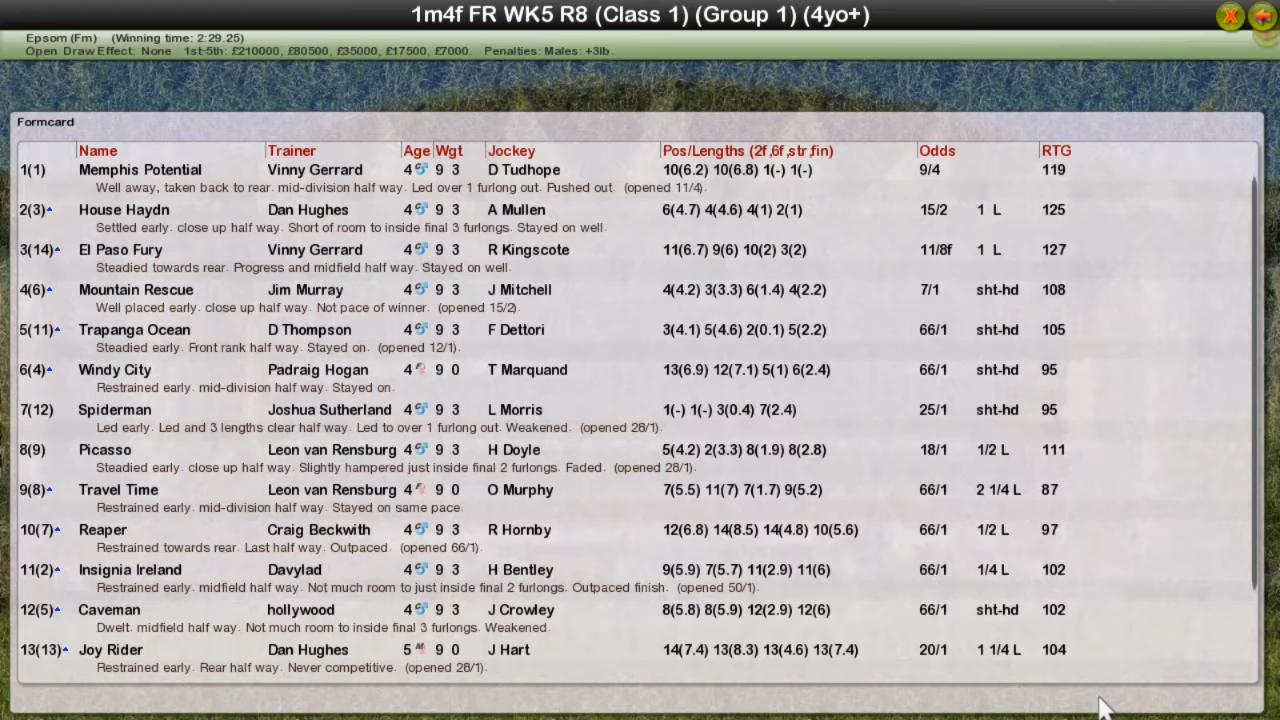 1m4f FR WK5 R8 (Class 1) (Group 1) (4yo+)
Epsom (Fm) (Winning time: 2:29.25)
Open Draw Effect: None 1st-5th: £210000, £80500, £35000, £17500, £7000. Penalties: Males: +3lb.
Formcard
Name Trainer Age Wgt Jockey Pos/Lengths (2f,6f,str,fin) Odds RTG
1(1) Memphis Potential Vinny Gerrard 4 9 3 D Tudhope 10(6.2) 10(6.8) 1(-) 1(-) 9/4 119
Well away, taken back to rear. mid-division half way. Led over 1 furlong out. Pushed out. (opened 11/4).
2(3) House Haydn Dan Hughes 4 9 3 A Mullen 6(4.7) 4(4.6) 4(1) 2(1) 15/2 1 L 125
Settled early. close up half way. Short of room to inside final 3 furlongs. Stayed on well.
3(14) El Paso Fury Vinny Gerrard 4 9 3 R Kingscote 11(6.7) 9(6) 10(2) 3(2) 11/8f 1 L 127
Steadied towards rear. Progress and midfield half way. Stayed on well.
4(6) Mountain Rescue Jim Murray 4 9 3 J Mitchell 4(4.2) 3(3.3) 6(1.4) 4(2.2) 7/1 sht-hd 108
Well placed early. close up half way. Not pace of winner. (opened 15/2).
5(11) Trapanga Ocean D Thompson 4 9 3 F Dettori 3(4.1) 5(4.6) 2(0.1) 5(2.2) 66/1 sht-hd 105
Steadied early. Front rank half way. Stayed on. (opened 12/1).
6(4) Windy City Padraig Hogan 4 9 0 T Marquand 13(6.9) 12(7.1) 5(1) 6(2.4) 66/1 sht-hd 95
Restrained early. mid-division half way. Stayed on.
7(12) Spiderman Joshua Sutherland 4 9 3 L Morris 1(-) 1(-) 3(0.4) 7(2.4) 25/1 sht-hd 95
Led early. Led and 3 lengths clear half way. Led to over 1 furlong out. Weakened. (opened 28/1).
8(9) Picasso Leon van Rensburg 4 9 3 H Doyle 5(4.2) 2(3.3) 8(1.9) 8(2.8) 18/1 1/2 L 111
Steadied early. close up half way. Slightly hampered just inside final 2 furlongs. Faded. (opened 28/1).
9(8) Travel Time Leon van Rensburg 4 9 0 O Murphy 7(5.5) 11(7) 7(1.7) 9(5.2) 66/1 2 1/4 L 87
Restrained early. mid-division half way. Stayed on same pace.
10(7) Reaper Craig Beckwith 4 9 3 R Hornby 12(6.8) 14(8.5) 14(4.8) 10(5.6) 66/1 1/2 L 97
Restrained towards rear. Last half way. Outpaced. (opened 66/1).
11(2) Insignia Ireland Davylad 4 9 3 H Bentley 9(5.9) 7(5.7) 11(2.9) 11(6) 66/1 1/4 L 102
Restrained early. midfield half way. Not much room to just inside final 2 furlongs. Outpaced finish. (opened 50/1).
12(5) Caveman hollywood 4 9 3 J Crowley 8(5.8) 8(5.9) 12(2.9) 12(6) 66/1 sht-hd 102
Dwelt. midfield half way. Not much room to inside final 3 furlongs. Weakened.
13(13) Joy Rider Dan Hughes 5 9 0 J Hart 14(7.4) 13(8.3) 13(4.6) 13(7.4) 20/1 1 1/4 L 104
Restrained early. Rear half way. Never competitive. (opened 28/1).